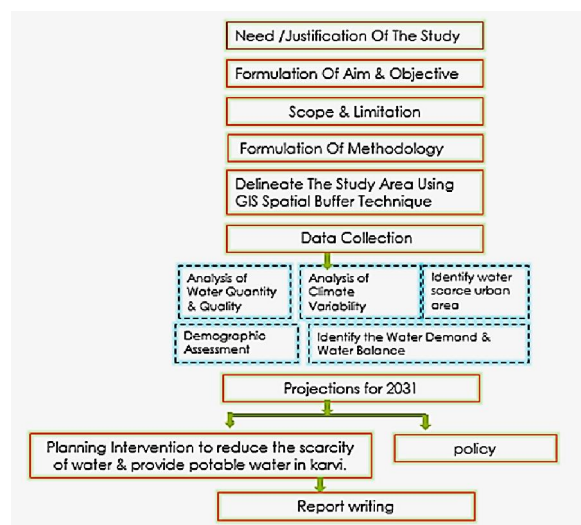 Need /Justification Of The Study
Formulation Of Aim & Objective
Scope & Limitation
Formulation Of Methodology
Delineate The Study Area Using
GIS Spatial Buffer Technique
Data Collection
Analysis of
Water Quantity
& Quality
Analysis of
Climate
Variability
Identify water
scarce urban
area
Demographic
Assessment
Identify the Water Demand &
Water Balance
Projections for 2031
Planning Intervention to reduce the scarcity
of water & provide potable water in karvi.
policy
Report writing